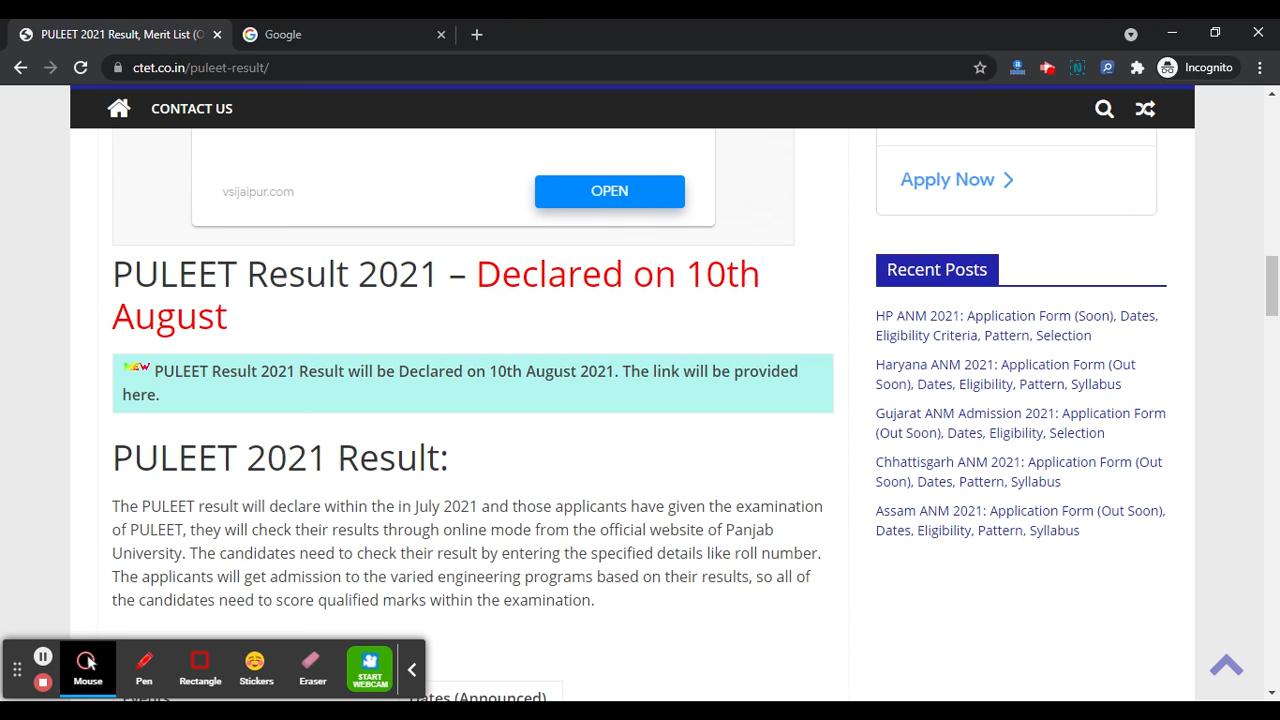 PULEET 2021 Result, Merit List (O
Google
ctet.co.in/puleet-result/
Incognito
CONTACT US
vsijaipur.com
OPEN
Apply Now
PULEET Result 2021 – Declared on 10th
August
NEW PULEET Result 2021 Result will be Declared on 10th August 2021. The link will be provided
here.
PULEET 2021 Result:
The PULEET result will declare within the in July 2021 and those applicants have given the examination
of PULEET, they will check their results through online mode from the official website of Panjab
University. The candidates need to check their result by entering the specified details like roll number.
The applicants will get admission to the varied engineering programs based on their results, so all of
the candidates need to score qualified marks within the examination.
Events
Dates (Announced)
Recent Posts
HP ANM 2021: Application Form (Soon), Dates,
Eligibility Criteria, Pattern, Selection
Haryana ANM 2021: Application Form (Out
Soon), Dates, Eligibility, Pattern, Syllabus
Gujarat ANM Admission 2021: Application Form
(Out Soon), Dates, Eligibility, Selection
Chhattisgarh ANM 2021: Application Form (Out
Soon), Dates, Pattern, Syllabus
Assam ANM 2021: Application Form (Out Soon),
Dates, Eligibility, Pattern, Syllabus
Mouse
Pen
Rectangle
Stickers
Eraser
START
WEBCAM